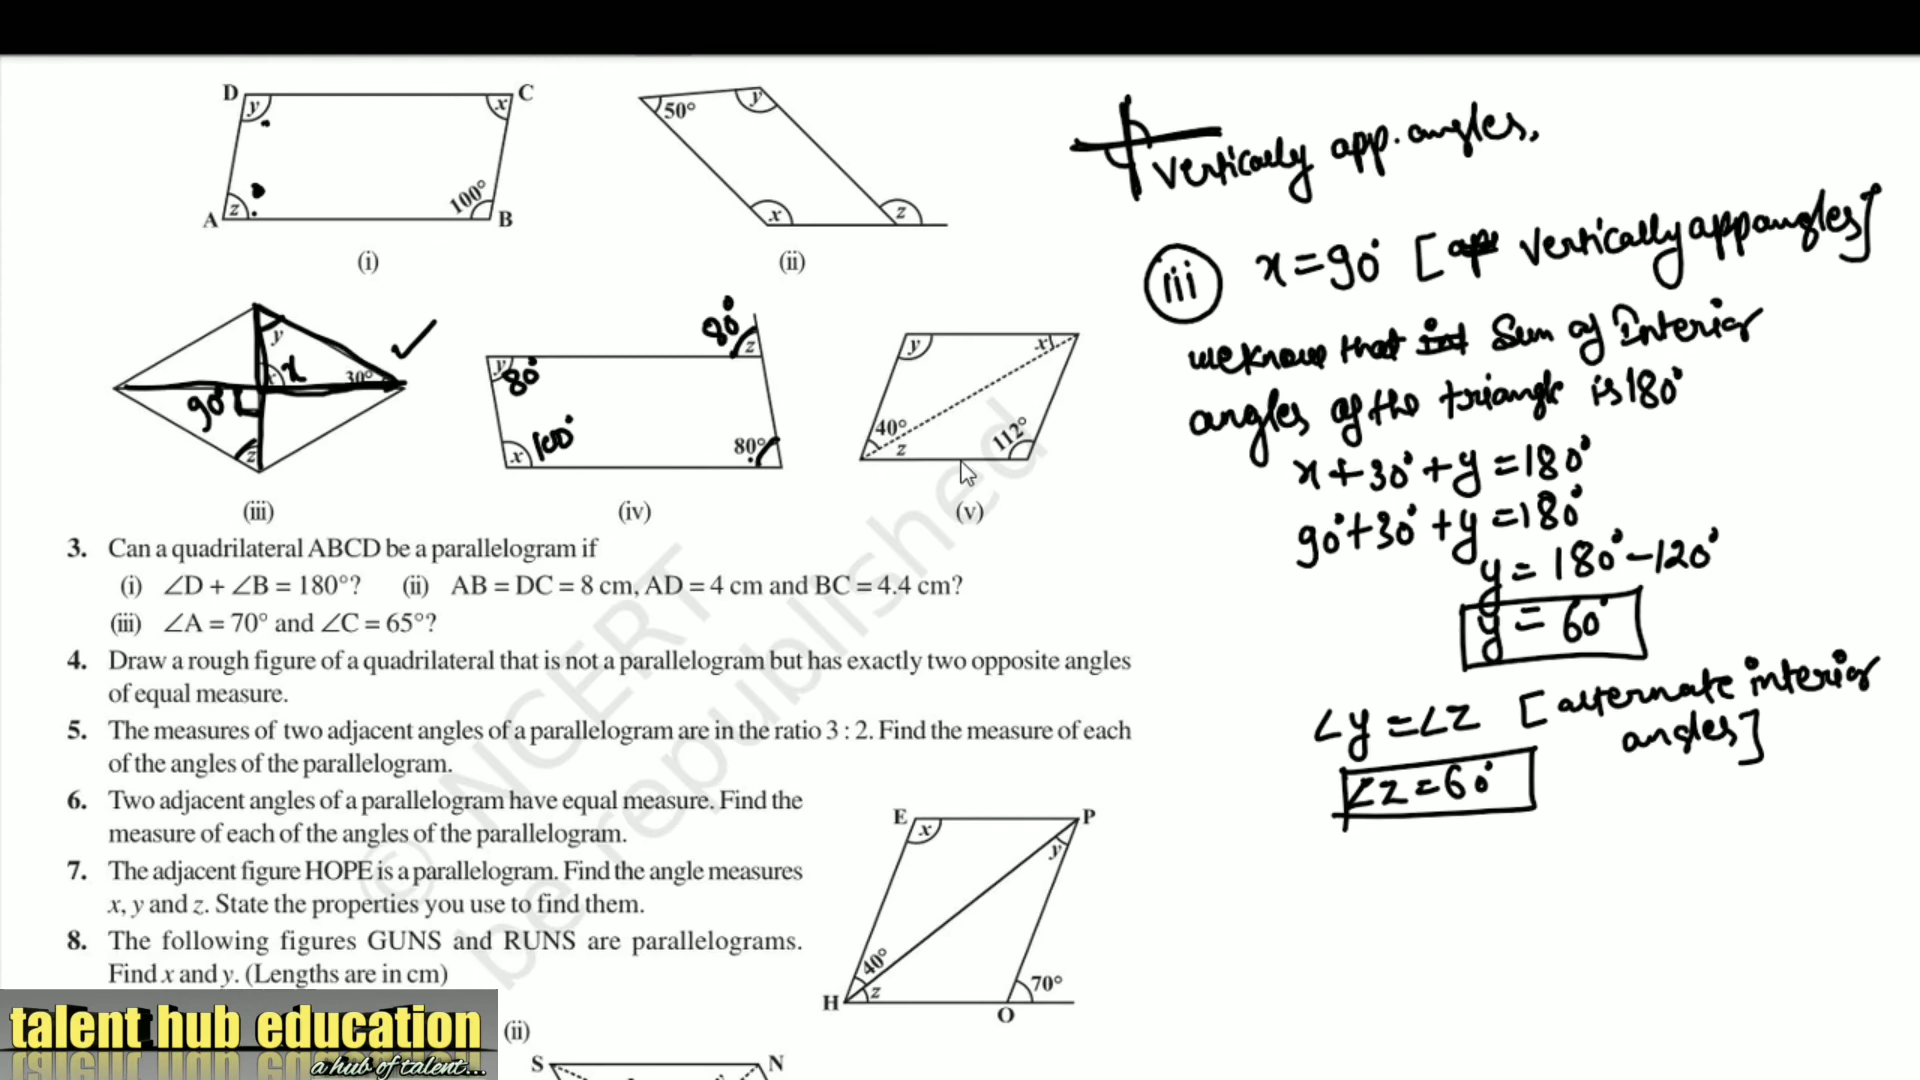 D
y
x
C
A
z
100°
B
(i)
50°
y
x
z
(ii)
y
x
30°
90°
z
(iii)
80°
z
y
80°
x
100°
80°
(iv)
y
x
40°
z
112°
(v)
3. Can a quadrilateral ABCD be a parallelogram if
(i) ∠D + ∠B = 180°? (ii) AB = DC = 8 cm, AD = 4 cm and BC = 4.4 cm?
(iii) ∠A = 70° and ∠C = 65°?
4. Draw a rough figure of a quadrilateral that is not a parallelogram but has exactly two opposite angles
of equal measure.
5. The measures of two adjacent angles of a parallelogram are in the ratio 3 : 2. Find the measure of each
of the angles of the parallelogram.
6. Two adjacent angles of a parallelogram have equal measure. Find the
measure of each of the angles of the parallelogram.
7. The adjacent figure HOPE is a parallelogram. Find the angle measures
x, y and z. State the properties you use to find them.
8. The following figures GUNS and RUNS are parallelograms.
Find x and y. (Lengths are in cm)
E
x
P
y
40°
z
70°
H
O
(ii)
S
N
© NCERT
be republished
talent hub education
a hub of talent...
Vertically app. angles.
(iii) x = 90° [ vertically app angles]
we know that Sum of Interior
angles of the triangle is 180°
x + 30° + y = 180°
90° + 30° + y = 180°
y = 180° - 120°
y = 60°
∠y = ∠z [alternate interior
angles]
∠z = 60°